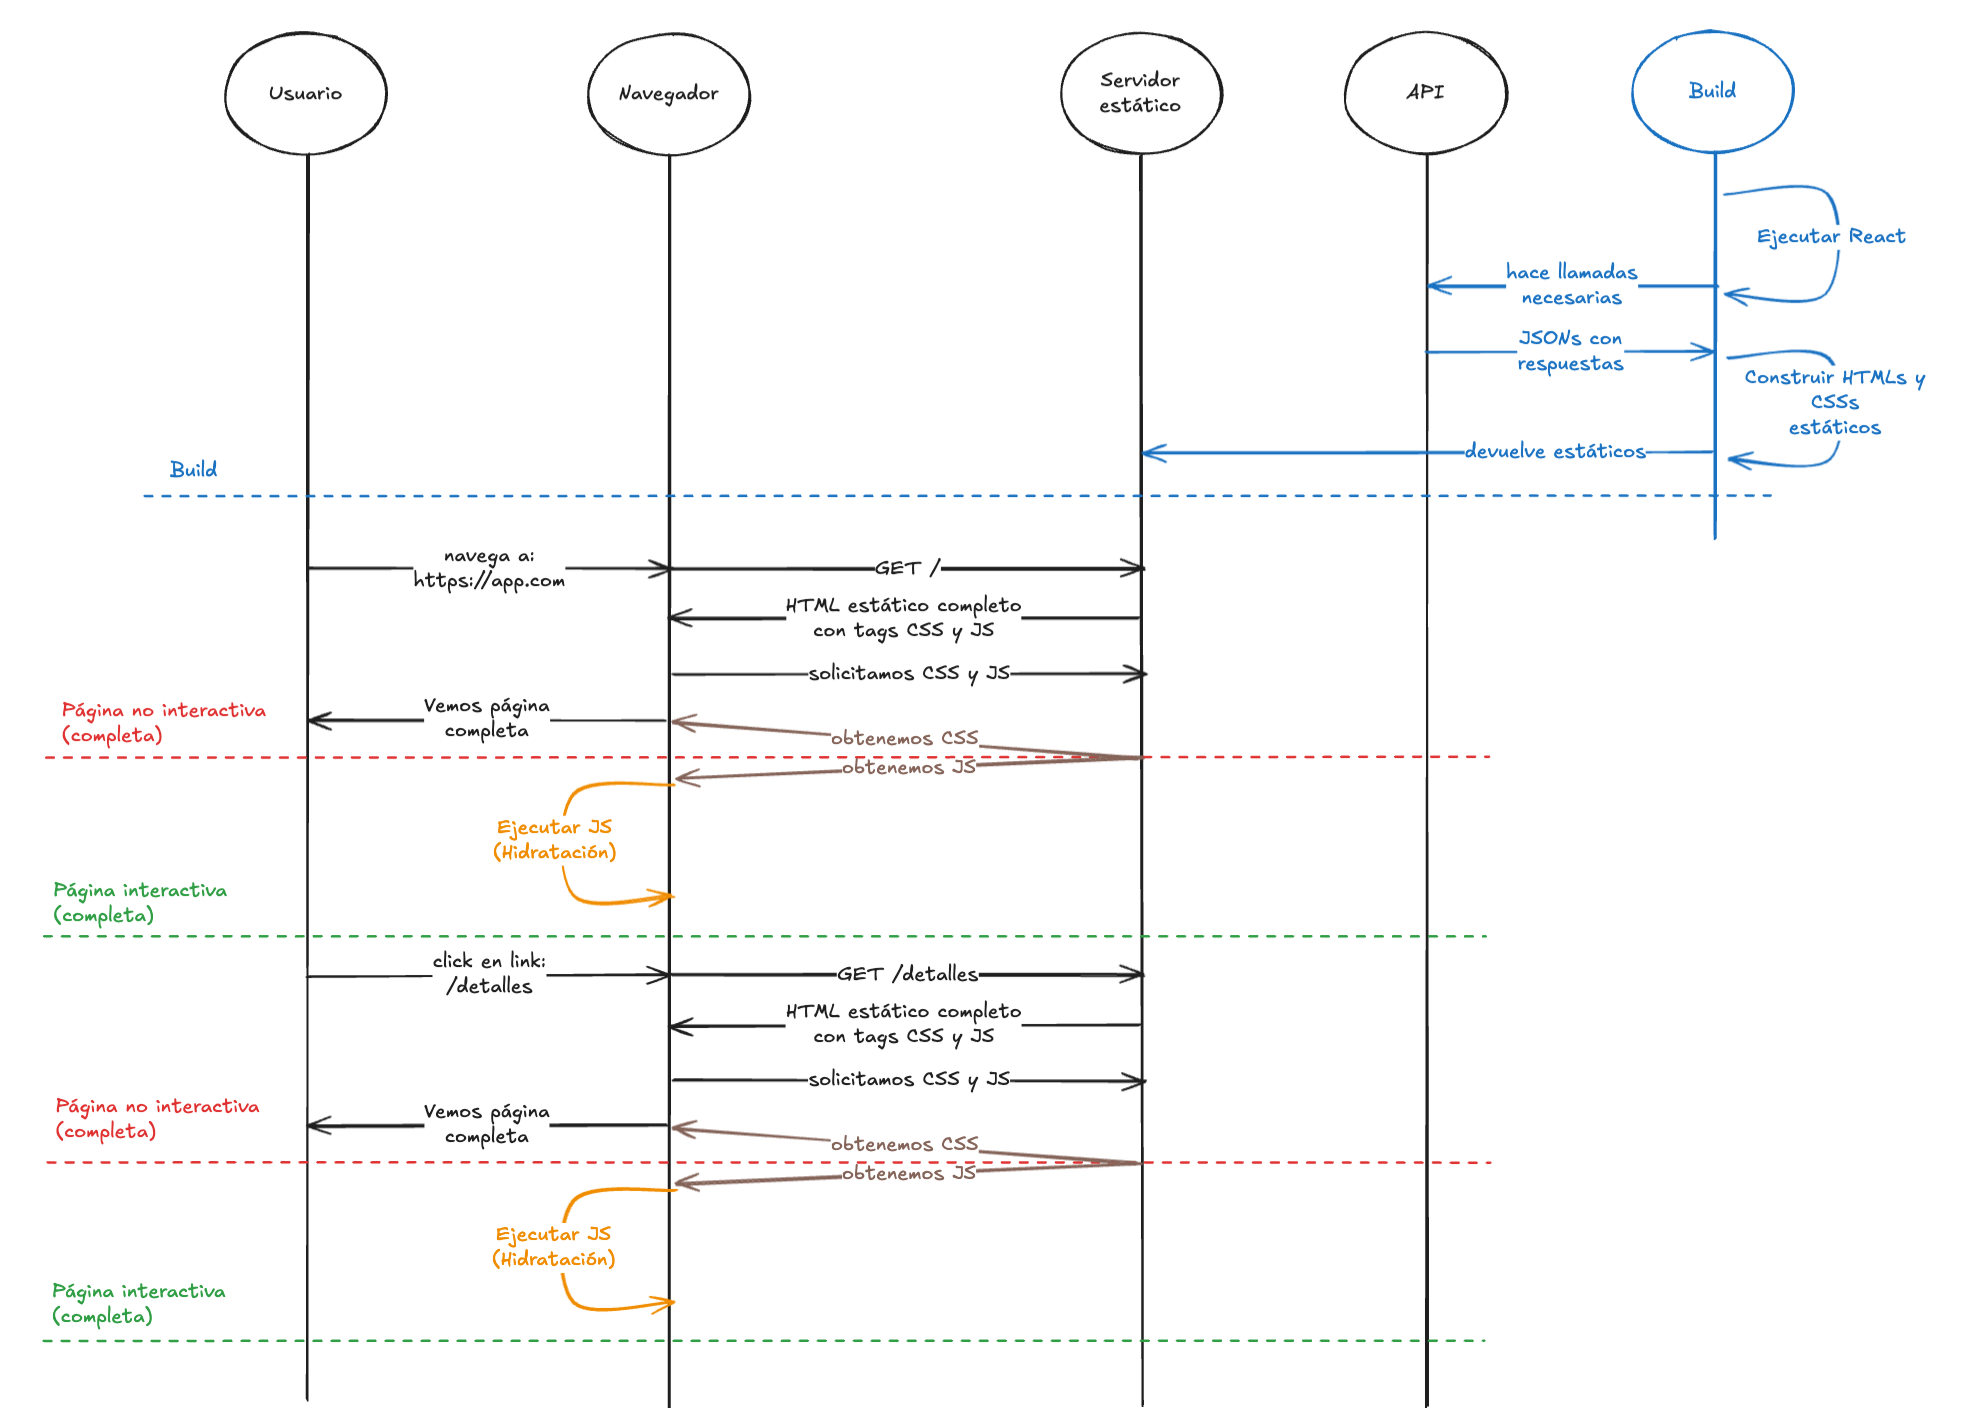 Usuario
Navegador
Servidor
estático
API
Build
Ejecutar React
hace llamadas
necesarias
JSONs con
respuestas
Construir HTMLs y
CSSs
estáticos
devuelve estáticos
Build
navega a:
https://app.com
GET /
HTML estático completo
con tags CSS y JS
solicitamos CSS y JS
Página no interactiva
(completa)
Vemos página
completa
obtenemos CSS
obtenemos JS
Ejecutar JS
(Hidratación)
Página interactiva
(completa)
click en link:
/detalles
GET /detalles
HTML estático completo
con tags CSS y JS
solicitamos CSS y JS
Página no interactiva
(completa)
Vemos página
completa
obtenemos CSS
obtenemos JS
Ejecutar JS
(Hidratación)
Página interactiva
(completa)